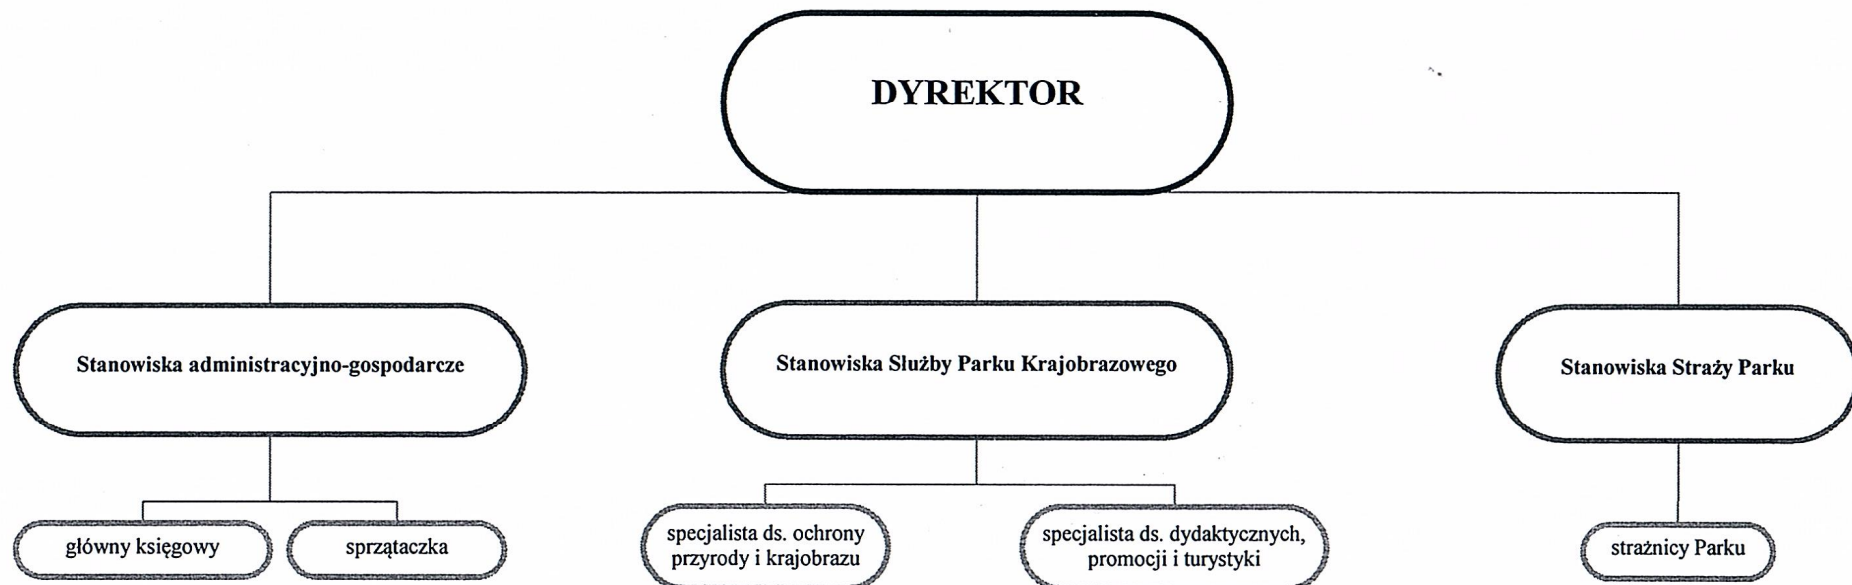 DYREKTOR
Stanowiska administracyjno-gospodarcze
Stanowiska Służby Parku Krajobrazowego
Stanowiska Straży Parku
główny księgowy
sprzątaczka
specjalista ds. ochrony
przyrody i krajobrazu
specjalista ds. dydaktycznych,
promocji i turystyki
strażnicy Parku